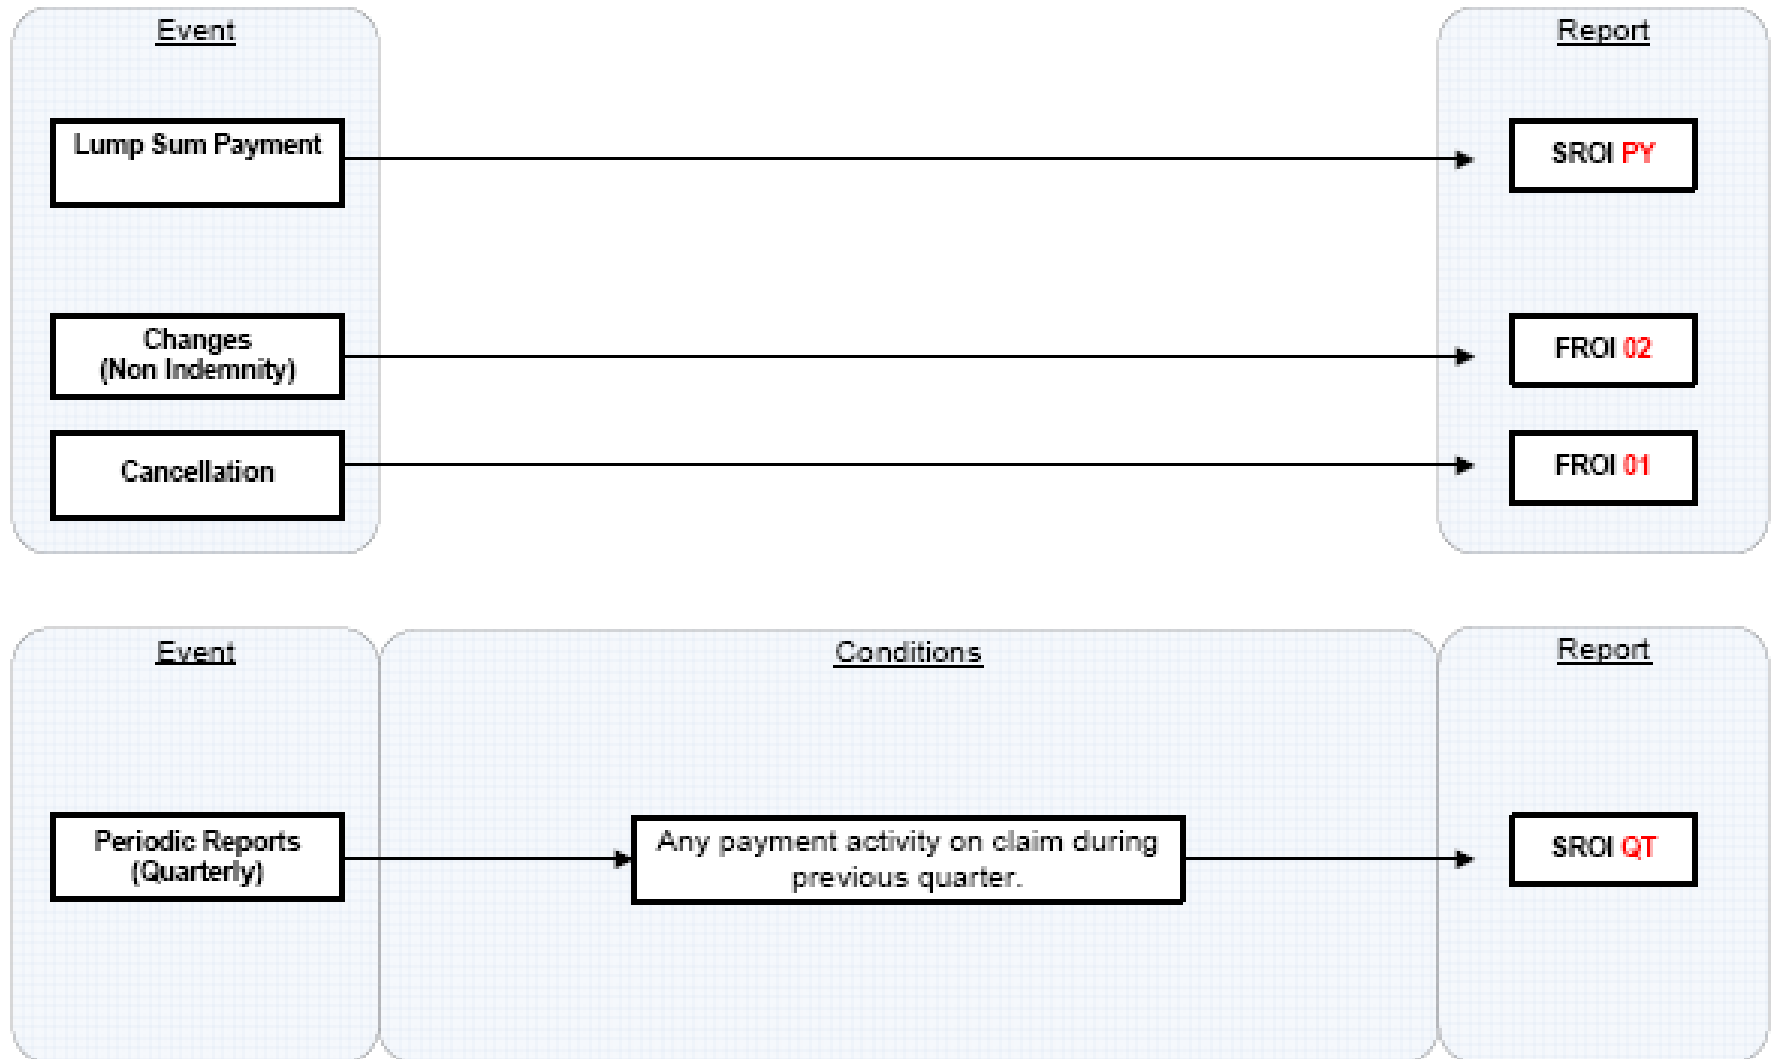 Event
Report
Lump Sum Payment
SROI PY
Changes
(Non Indemnity)
FROI 02
Cancellation
FROI 01
Event
Conditions
Report
Periodic Reports
(Quarterly)
Any payment activity on claim during
previous quarter.
SROI QT